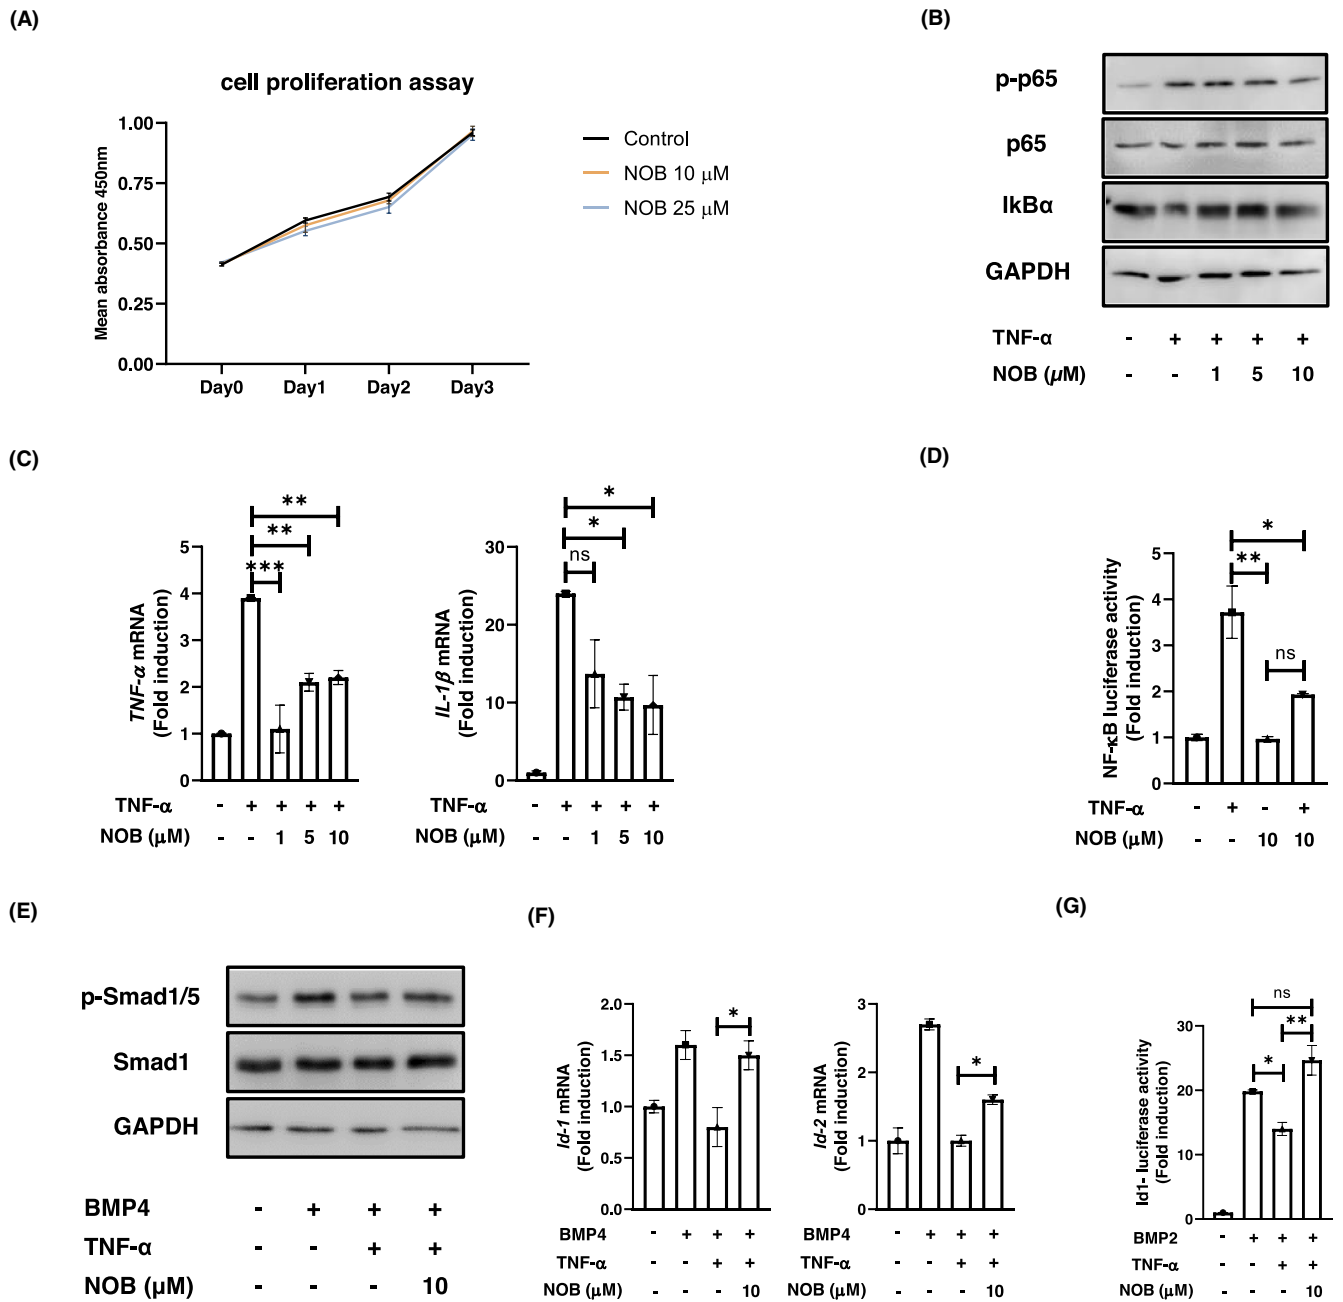 (A)
cell proliferation assay
Mean absorbance 450nm
1.00
0.75
0.50
0.25
0.00
Day0 Day1 Day2 Day3
Control
NOB 10 μM
NOB 25 μM
(B)
p-p65
p65
IkBα
GAPDH
TNF-α - + + + +
NOB (μM) - - 1 5 10
(C)
TNF-α mRNA
(Fold induction)
5
4
3
2
1
0
***
**
**
TNF-α - + + + +
NOB (μM) - - 1 5 10
IL-1β mRNA
(Fold induction)
30
20
10
0
ns
*
*
TNF-α - + + + +
NOB (μM) - - 1 5 10
(D)
NF-κB luciferase activity
(Fold induction)
5
4
3
2
1
0
*
**
ns
TNF-α - + - +
NOB (μM) - - 10 10
(E)
p-Smad1/5
Smad1
GAPDH
BMP4 - + + +
TNF-α - - + +
NOB (μM) 10
(F)
Id-1 mRNA
(Fold induction)
2.0
1.5
1.0
0.5
0.0
*
BMP4 - + + +
TNF-α - - + +
NOB (μM) - - - 10
Id-2 mRNA
(Fold induction)
3
2
1
0
*
BMP4 - + + +
TNF-α - - + +
NOB (μM) - - - 10
(G)
Id1- luciferase activity
(Fold induction)
30
20
10
0
ns
**
*
BMP2 - + + +
TNF-α - - + +
NOB (μM) - - - 10